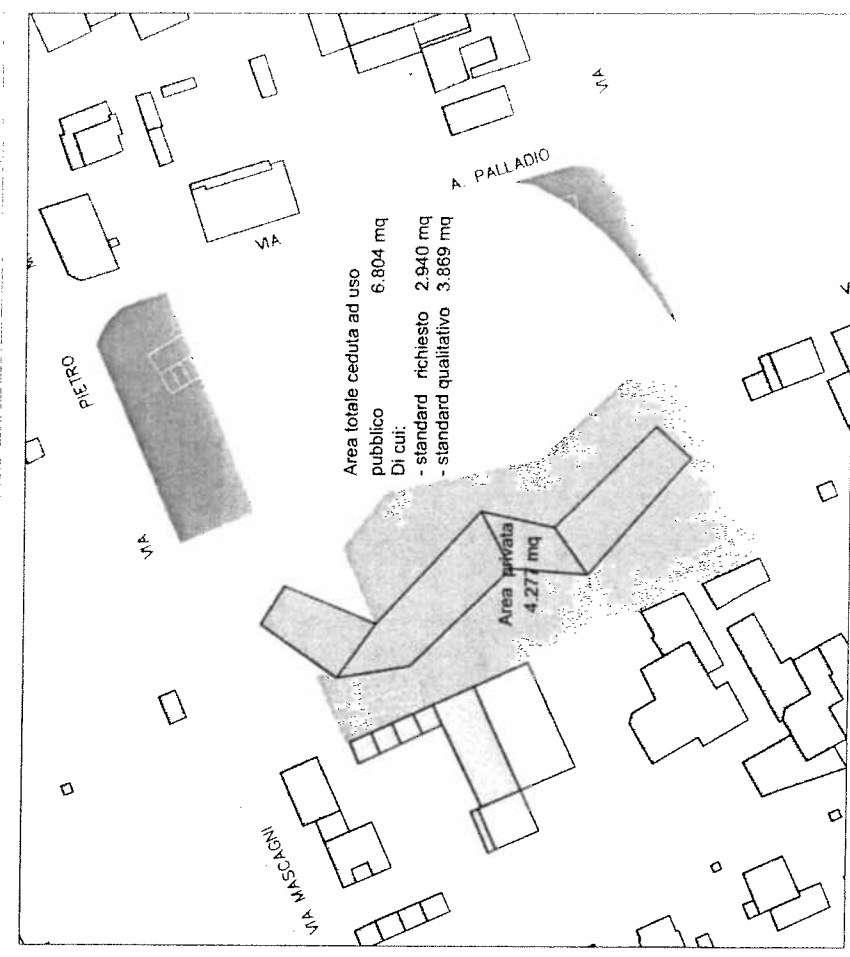 VIA
A. PALLADIO
VIA
PIETRO
VIA
Area totale ceduta ad uso
pubblico 6.804 mq
Di cui:
- standard richiesto 2.940 mq
- standard qualitativo 3.869 mq
Area privata
4.277 mq
VIA MASCAGNI